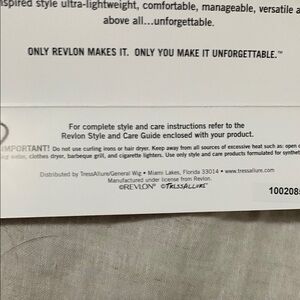 nspired style ultra-lightweight, comfortable, manageable, versatile a
above all...unforgettable.
ONLY REVLON MAKES IT. ONLY YOU MAKE IT UNFORGETTABLE.™
For complete style and care instructions refer to the
Revlon Style and Care Guide enclosed with your product.
IMPORTANT! Do not use curling irons or hair dryer. Keep away from all sources of excessive heat such as: open
water, clothes dryer, barbeque grill, and cigarette lighters. Use only style and care products formulated for synthet
Distributed by TressAllure/General Wig • Miami Lakes, Florida 33014 • www.tressallure.com
Manufactured under license from Revlon.
©REVLON® ©TRESSALLURE
100208